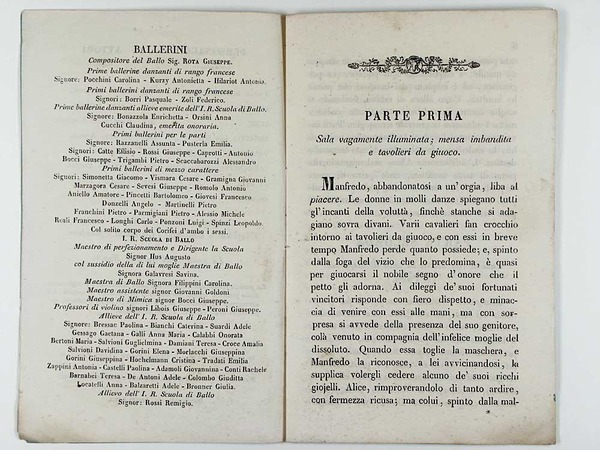 BALLERINI
Compositore del Ballo Sig. ROTA GIUSEPPE.
Prime ballerine danzanti di rango francese
Signore: Pocchini Carolina - Kurzy Antonietta - Hilariot Antonia.
Primi ballerini danzanti di rango francese
Signori: Borri Pasquale - Zoli Federico.
Prime ballerine danzanti allieve emerite dell'I. R. Scuola di Ballo.
Signore: Bonazzola Enrichetta - Orsini Anna
Cucchi Claudina, emerita onoraria.
Primi ballerini per le parti
Signore: Razzanelli Assunta - Pusterla Emilia.
Signori: Catte Effisio - Rossi Giuseppe - Caprotti - Antonio
Bocci Giuseppe - Trigambi Pietro - Scaccabarozzi Alessandro
Primi ballerini di mezzo carattere
Signori: Simonetta Giacomo - Vismara Cesare - Gramigna Giovanni
Marzagora Cesare - Sevesi Giuseppe - Romolo Antonio
Aniello Amatore - Pincetti Bartolomeo - Giovesi Francesco
Donzelli Angelo - Martinelli Pietro
Franchini Pietro - Parmigiani Pietro - Alessio Michele
Reali Francesco - Longhi Carlo - Ponzoni Luigi - Spinzi Leopoldo.
Col solito corpo dei Corifei d'ambo i sessi.
I. R. SCUOLA DI BALLO
Maestro di perfezionamento e Dirigente la Scuola
Signor Hus Augusto
col sussidio della di lui moglie Maestra di Ballo
Signora Galavresi Savina.
Maestra di Ballo Signora Filippini Carolina.
Maestro assistente signor Giovanni Goldoni
Maestro di Mimica signor Bocci Giuseppe.
Professori di violino signori Libois Giuseppe - Peroni Giuseppe.
Allieve dell'I. R. Scuola di Ballo
Signore: Bressac Paolina - Bianchi Caterina - Suardi Adele
Gessago Gaetana - Galli Anna Maria - Calabbi Onorata
Bertoni Maria - Salvioni Guglielmina - Damiani Teresa - Croce Amalia
Salvioni Davidina - Gorini Elena - Morlacchi Giuseppina
Gorini Giuseppina - Hochelmann Cristina - Tradati Emilia
Zappini Antonia - Castelli Paolina - Adamoli Giovannina - Conti Rachele
Barnabei Teresa - De Antoni Adele - Colombo Giuditta
Locatelli Anna - Balzaretti Adele - Bronner Giulia.
Allievo dell'I. R. Scuola di Ballo
Signor: Rossi Remigio.
PARTE PRIMA
Sala vagamente illuminata; mensa imbandita
e tavolieri da giuoco.
Manfredo, abbandonatosi a un'orgia, liba al
piacere. Le donne in molli danze spiegano tutti
gl'incanti della voluttà, finchè stanche si ada-
giano sovra divani. Varii cavalieri fan crocchio
intorno ai tavolieri da giuoco, e con essi in breve
tempo Manfredo perde quanto possiede; e, spinto
dalla foga del vizio che lo predomina, è quasi
per giuocarsi il nobile segno d'onore che il
petto gli adorna. Ai dileggi de' suoi fortunati
vincitori risponde con fiero dispetto, e minac-
cia di venire con essi alle mani, ma con sor-
presa si avvede della presenza del suo genitore,
colà venuto in compagnia dell'infelice moglie del
dissoluto. Quando essa toglie la maschera, e
Manfredo la riconosce, a lei avvicinandosi, la
supplica volergli cedere alcuno de' suoi ricchi
giojelli. Alice, rimproverandolo di tanto ardire,
con fermezza ricusa; ma colui, spinto dalla mal-